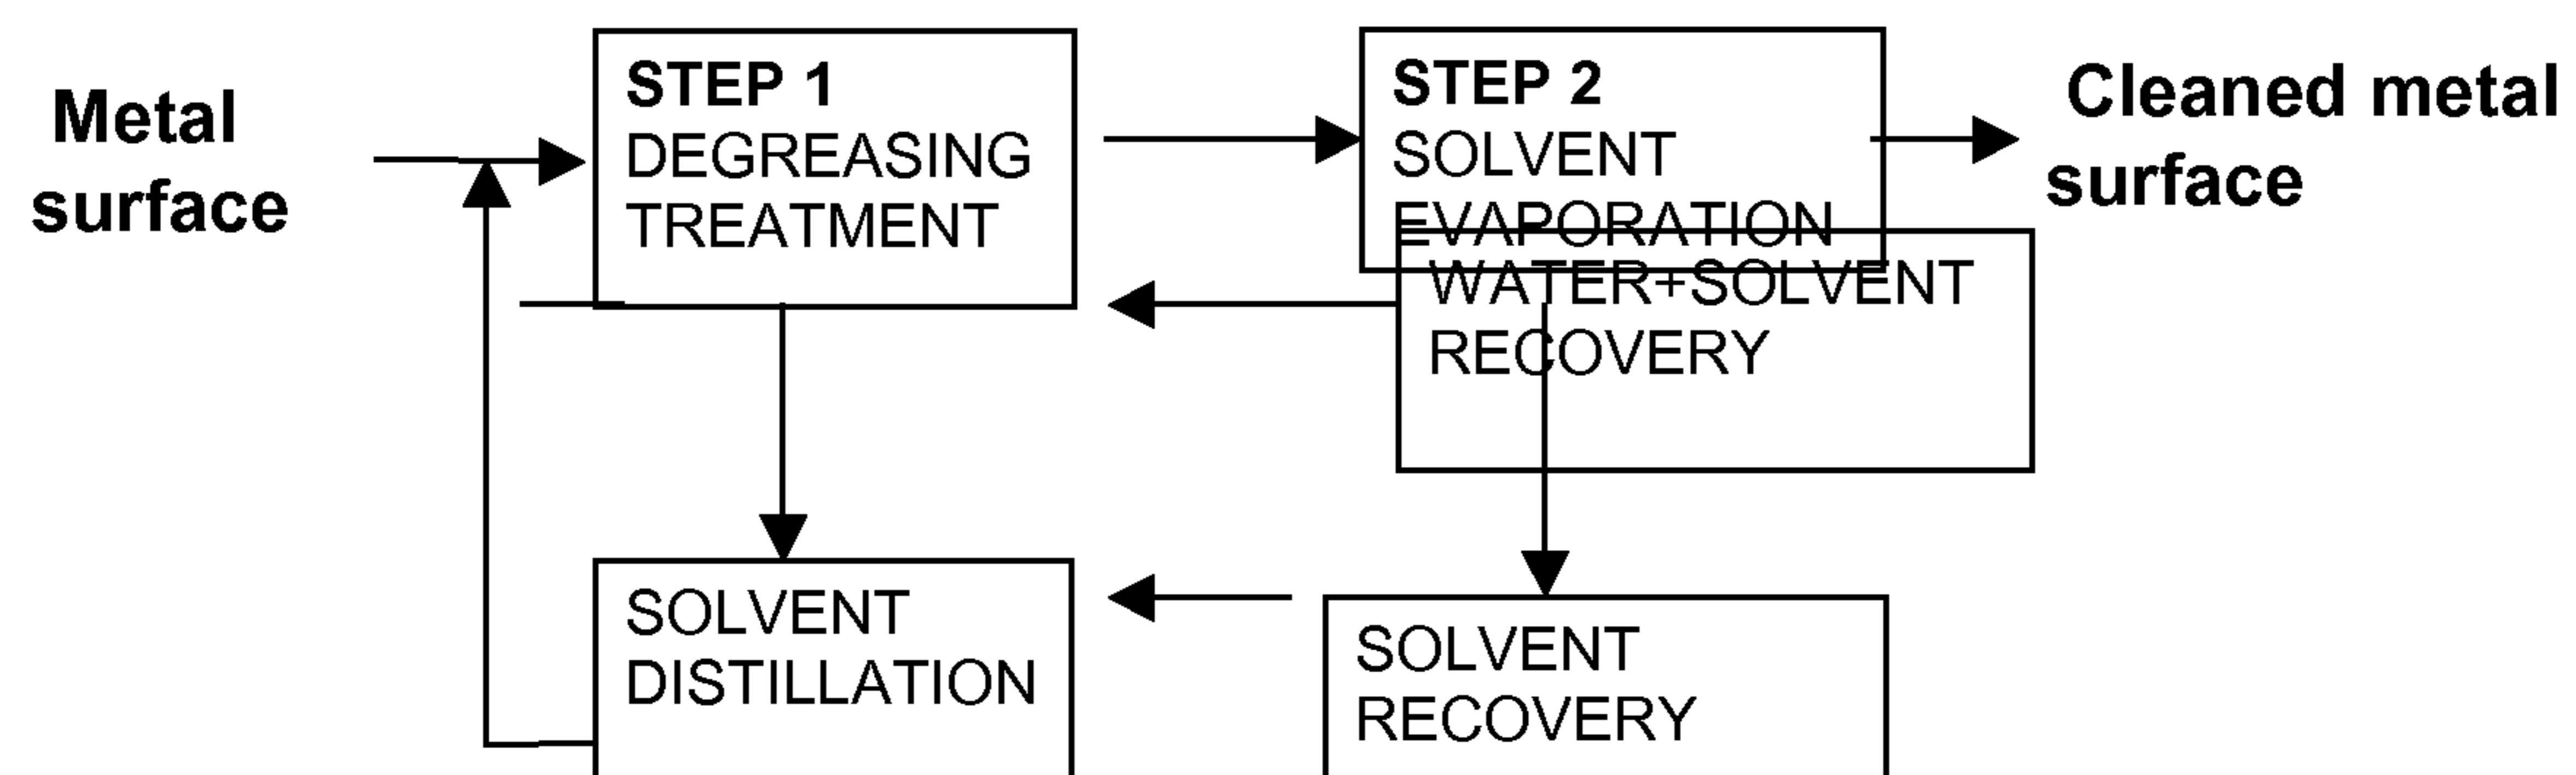 Metal
surface
STEP 1
DEGREASING
TREATMENT
STEP 2
SOLVENT
EVAPORATION
Cleaned metal
surface
WATER+SOLVENT
RECOVERY
SOLVENT
DISTILLATION
SOLVENT
RECOVERY